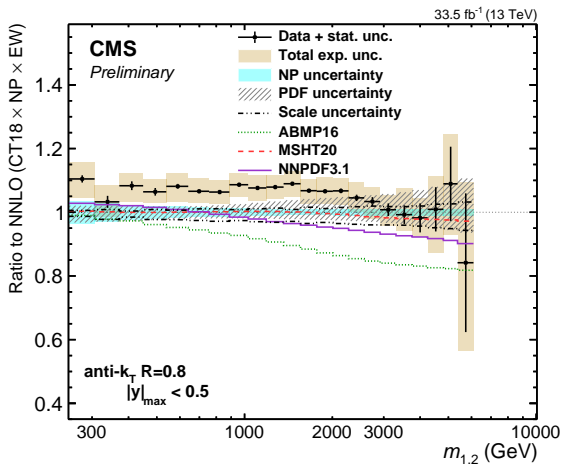 33.5 fb⁻¹ (13 TeV)
CMS
Preliminary
Data + stat. unc.
Total exp. unc.
NP uncertainty
PDF uncertainty
Scale uncertainty
ABMP16
MSHT20
NNPDF3.1
Ratio to NNLO (CT18 × NP × EW)
1.4
1.2
1.0
0.8
0.6
0.4
anti-k_T R=0.8
|y|_max < 0.5
300 1000 2000 3000 10000
m_1,2 (GeV)